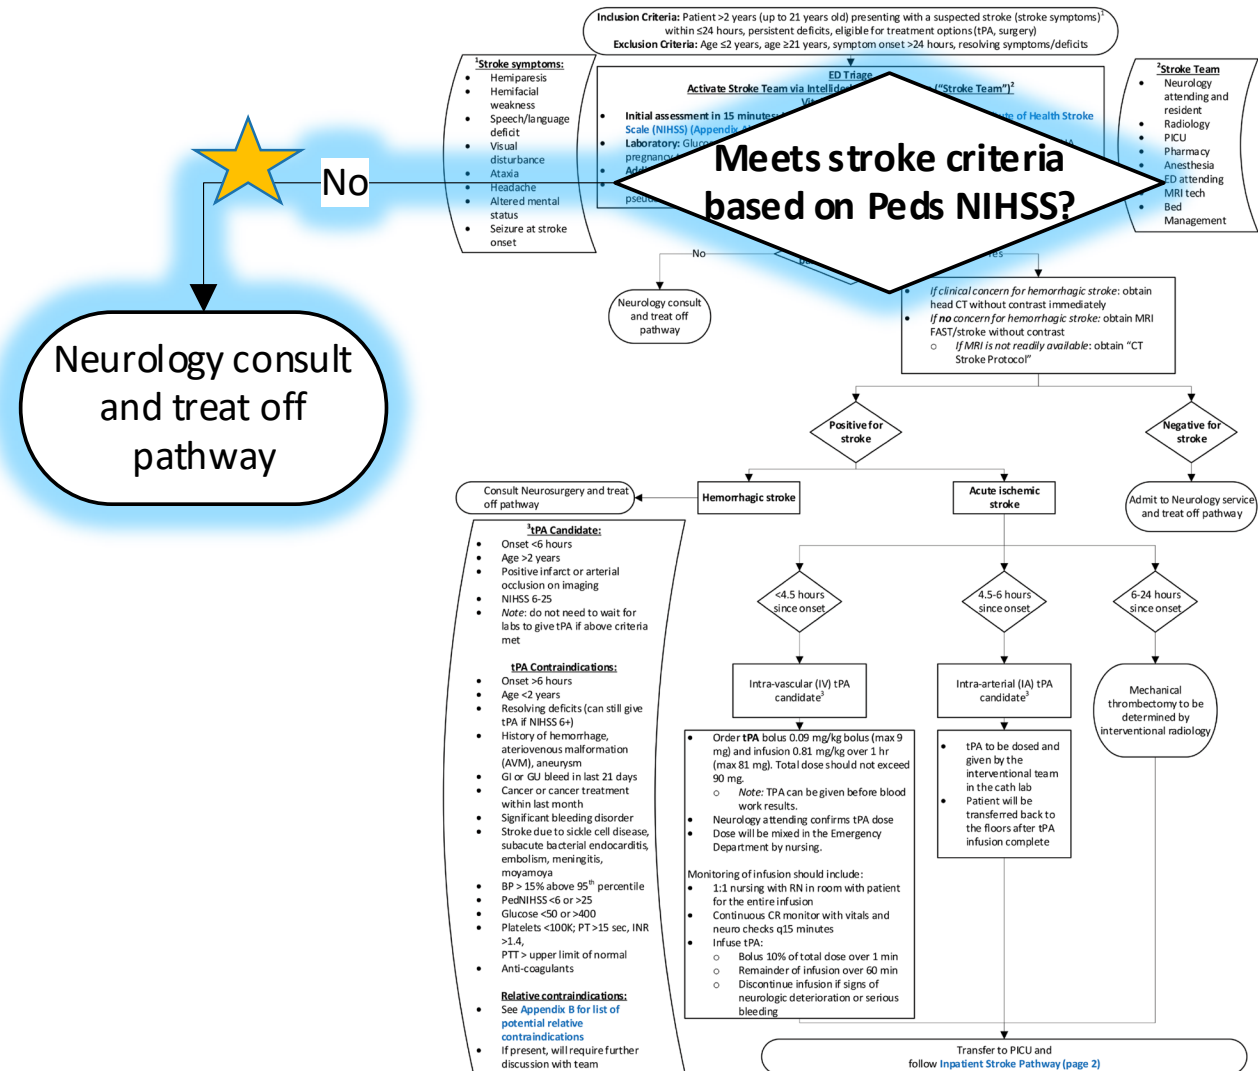 Inclusion Criteria: Patient >2 years (up to 21 years old) presenting with a suspected stroke (stroke symptoms)1
within ≤24 hours, persistent deficits, eligible for treatment options (tPA, surgery)
Exclusion Criteria: Age ≤2 years, age ≥21 years, symptom onset >24 hours, resolving symptoms/deficits
1Stroke symptoms:
• Hemiparesis
• Hemifacial
weakness
• Speech/language
deficit
• Visual
disturbance
• Ataxia
• Headache
• Altered mental
status
• Seizure at stroke
onset
ED Triage
Activate Stroke Team via ("Stroke Team")2
• Initial assessment in 15 minutes: of Health Stroke
Scale (NIHSS) (Appendix
• Laboratory:
pregnancy
2Stroke Team
• Neurology
attending and
resident
• Radiology
• PICU
• Pharmacy
• Anesthesia
• ED attending
• MRI tech
• Bed
Management
Meets stroke criteria
based on Peds NIHSS?
No
Neurology consult
and treat off
pathway
No
Yes
Neurology consult
and treat off
pathway
• If clinical concern for hemorrhagic stroke: obtain
head CT without contrast immediately
• If no concern for hemorrhagic stroke: obtain MRI
FAST/stroke without contrast
o If MRI is not readily available: obtain "CT
Stroke Protocol"
Positive for
stroke
Negative for
stroke
Consult Neurosurgery and treat
off pathway
Hemorrhagic stroke
Acute ischemic
stroke
Admit to Neurology service
and treat off pathway
3tPA Candidate:
• Onset <6 hours
• Age >2 years
• Positive infarct or arterial
occlusion on imaging
• NIHSS 6-25
• Note: do not need to wait for
labs to give tPA if above criteria
met
tPA Contraindications:
• Onset >6 hours
• Age <2 years
• Resolving deficits (can still give
tPA if NIHSS 6+)
• History of hemorrhage,
ateriovenous malformation
(AVM), aneurysm
• GI or GU bleed in last 21 days
• Cancer or cancer treatment
within last month
• Significant bleeding disorder
• Stroke due to sickle cell disease,
subacute bacterial endocarditis,
embolism, meningitis,
moyamoya
• BP > 15% above 95th percentile
• PedNIHSS <6 or >25
• Glucose <50 or >400
• Platelets <100K; PT >15 sec, INR
>1.4,
PTT > upper limit of normal
• Anti-coagulants
Relative contraindications:
• See Appendix B for list of
potential relative
contraindications
• If present, will require further
discussion with team
<4.5 hours
since onset
4.5-6 hours
since onset
6-24 hours
since onset
Intra-vascular (IV) tPA
candidate3
Intra-arterial (IA) tPA
candidate3
Mechanical
thrombectomy to be
determined by
interventional radiology
• Order tPA bolus 0.09 mg/kg bolus (max 9
mg) and infusion 0.81 mg/kg over 1 hr
(max 81 mg). Total dose should not exceed
90 mg.
o Note: TPA can be given before blood
work results.
• Neurology attending confirms tPA dose
• Dose will be mixed in the Emergency
Department by nursing.
Monitoring of infusion should include:
• 1:1 nursing with RN in room with patient
for the entire infusion
• Continuous CR monitor with vitals and
neuro checks q15 minutes
• Infuse tPA:
o Bolus 10% of total dose over 1 min
o Remainder of infusion over 60 min
o Discontinue infusion if signs of
neurologic deterioration or serious
bleeding
• tPA to be dosed and
given by the
interventional team
in the cath lab
• Patient will be
transferred back to
the floors after tPA
infusion complete
Transfer to PICU and
follow Inpatient Stroke Pathway (page 2)